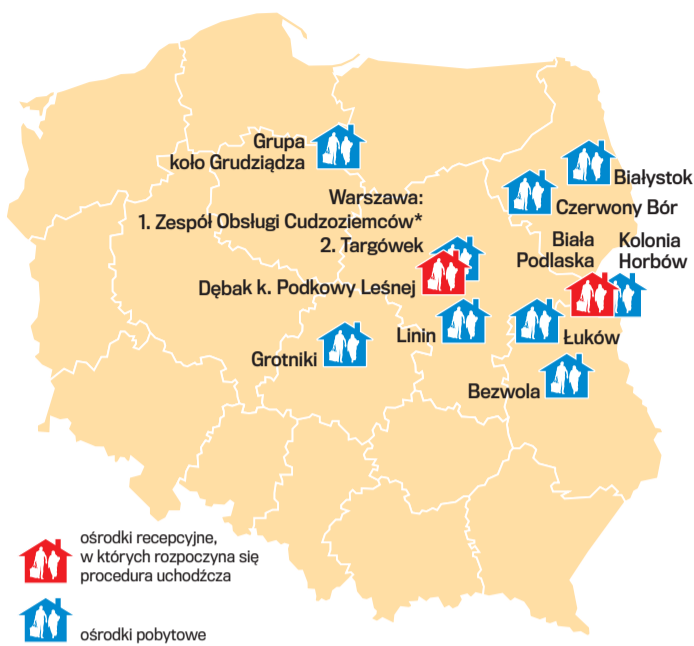 Grupa
koło Grudziądza
Białystok
Czerwony Bór
Warszawa:
1. Zespół Obsługi Cudzoziemców*
2. Targówek
Biała
Podlaska
Kolonia
Horbów
Dębak k. Podkowy Leśnej
Linin
Łuków
Grotniki
Bezwola
ośrodki recepcyjne,
w których rozpoczyna się
procedura uchodźcza
ośrodki pobytowe